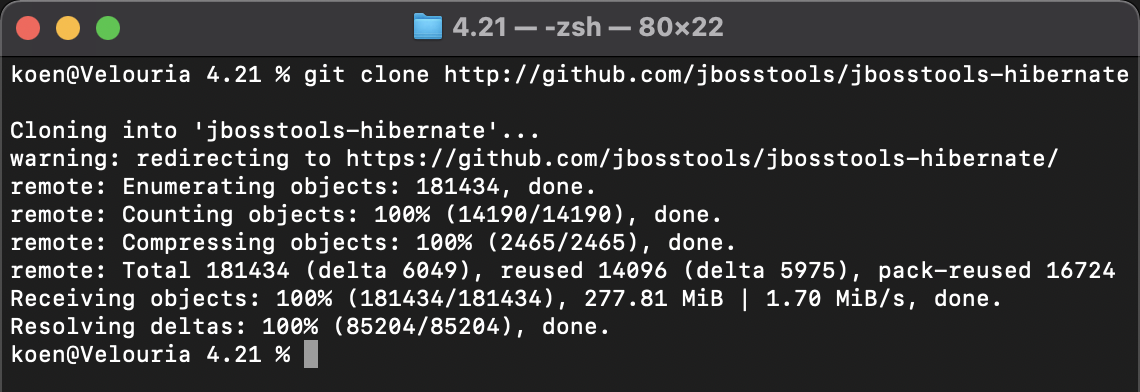 4.21 — -zsh — 80×22
koen@Velouria 4.21 % git clone http://github.com/jbosstools/jbosstools-hibernate
Cloning into 'jbosstools-hibernate'...
warning: redirecting to https://github.com/jbosstools/jbosstools-hibernate/
remote: Enumerating objects: 181434, done.
remote: Counting objects: 100% (14190/14190), done.
remote: Compressing objects: 100% (2465/2465), done.
remote: Total 181434 (delta 6049), reused 14096 (delta 5975), pack-reused 16724
Receiving objects: 100% (181434/181434), 277.81 MiB | 1.70 MiB/s, done.
Resolving deltas: 100% (85204/85204), done.
koen@Velouria 4.21 %